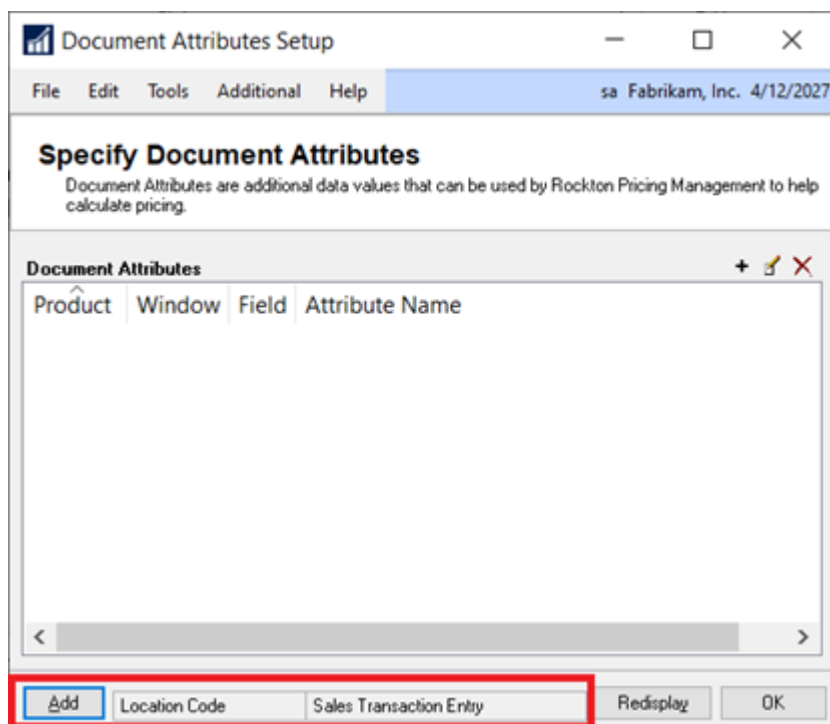 Document Attributes Setup
File Edit Tools Additional Help sa Fabrikam, Inc. 4/12/2027
Specify Document Attributes
Document Attributes are additional data values that can be used by Rockton Pricing Management to help
calculate pricing.
Document Attributes
Product Window Field Attribute Name
Add Location Code Sales Transaction Entry Redisplay OK